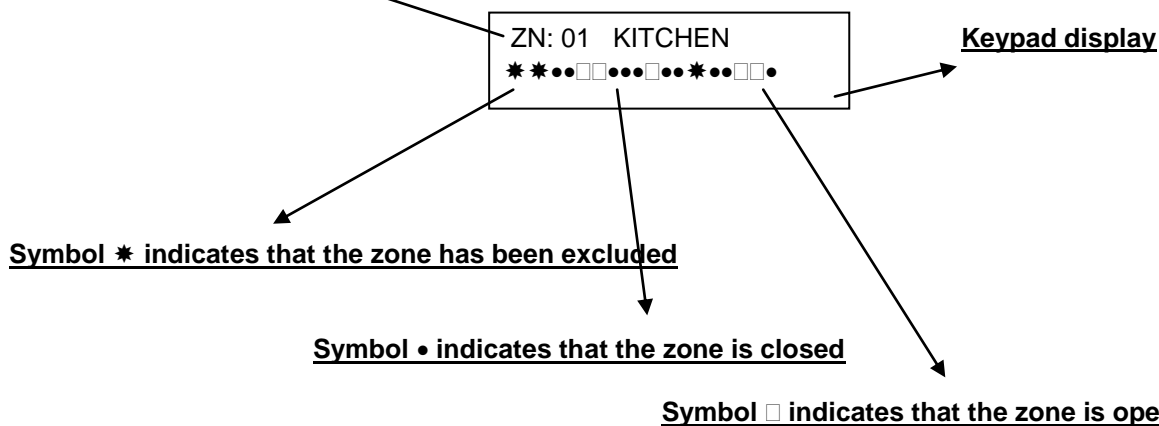 ZN: 01 KITCHEN
Keypad display
✷✷●●□□●●●□●●✷●●□□●
Symbol ✷ indicates that the zone has been excluded
Symbol • indicates that the zone is closed
Symbol □ indicates that the zone is ope